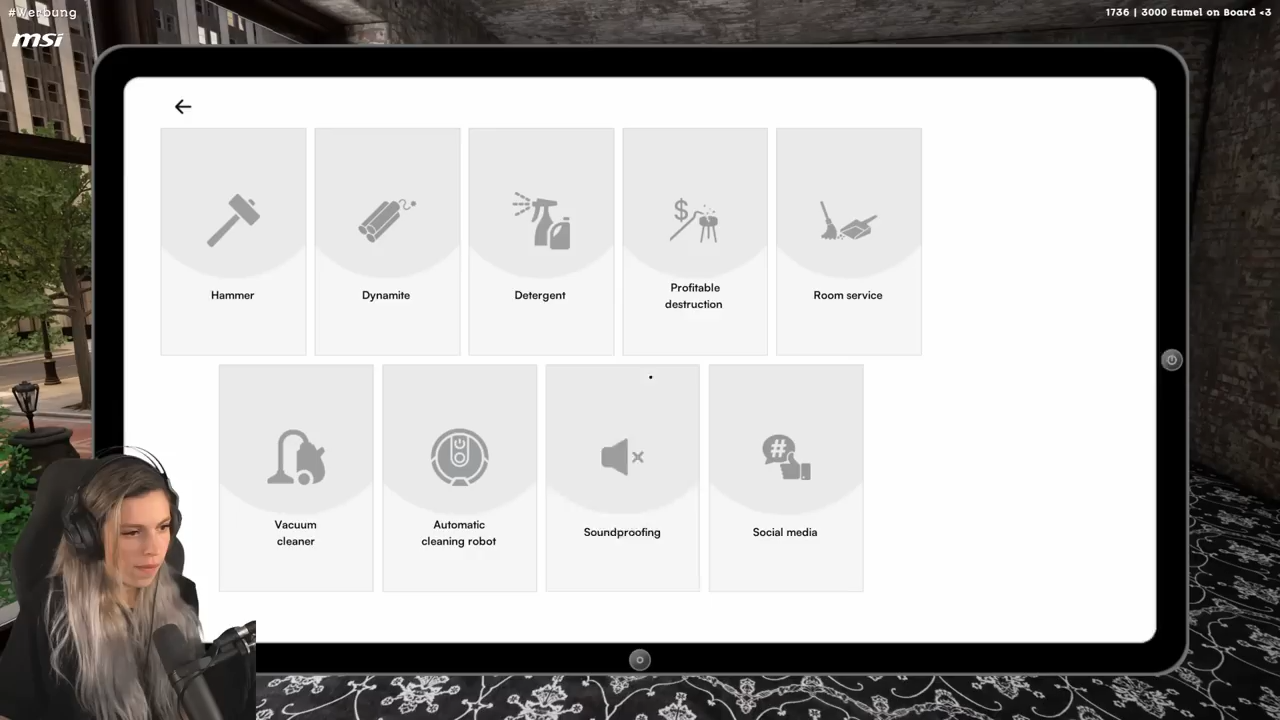 #Werbung
msi
1736 | 3000 Eumel on Board <3
Hammer
Dynamite
Detergent
Profitable
destruction
Room service
Vacuum
cleaner
Automatic
cleaning robot
Soundproofing
Social media